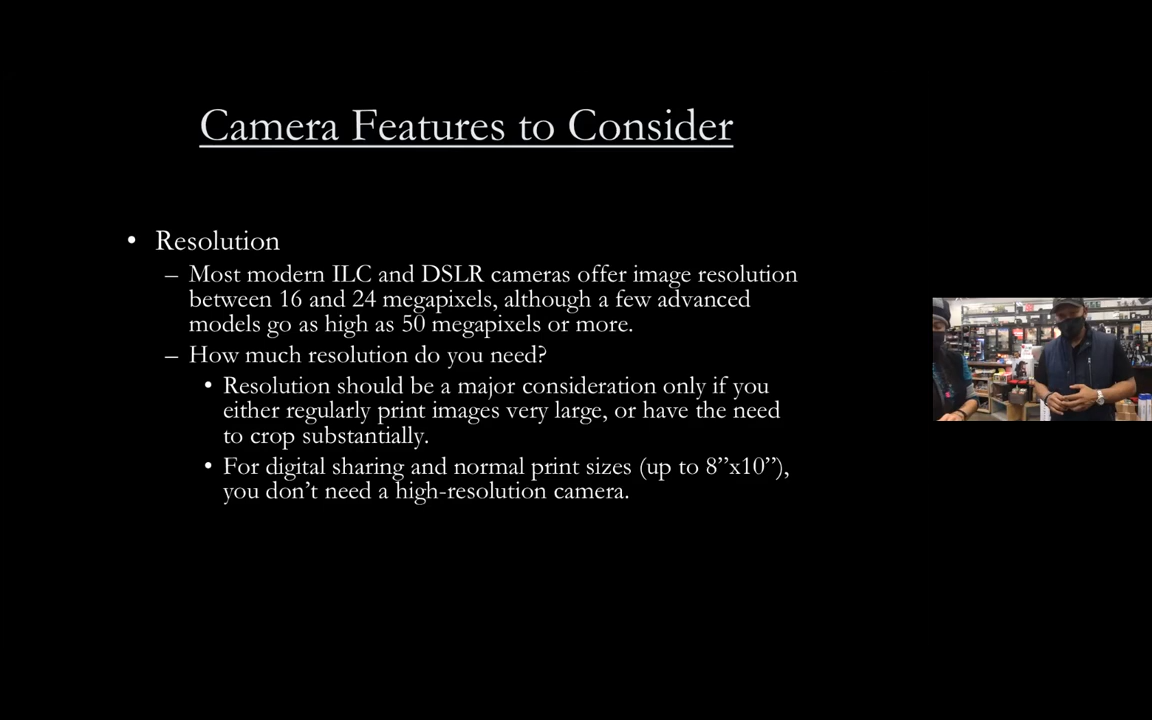 Camera Features to Consider
• Resolution
– Most modern ILC and DSLR cameras offer image resolution
between 16 and 24 megapixels, although a few advanced
models go as high as 50 megapixels or more.
– How much resolution do you need?
• Resolution should be a major consideration only if you
either regularly print images very large, or have the need
to crop substantially.
• For digital sharing and normal print sizes (up to 8”x10”),
you don’t need a high-resolution camera.